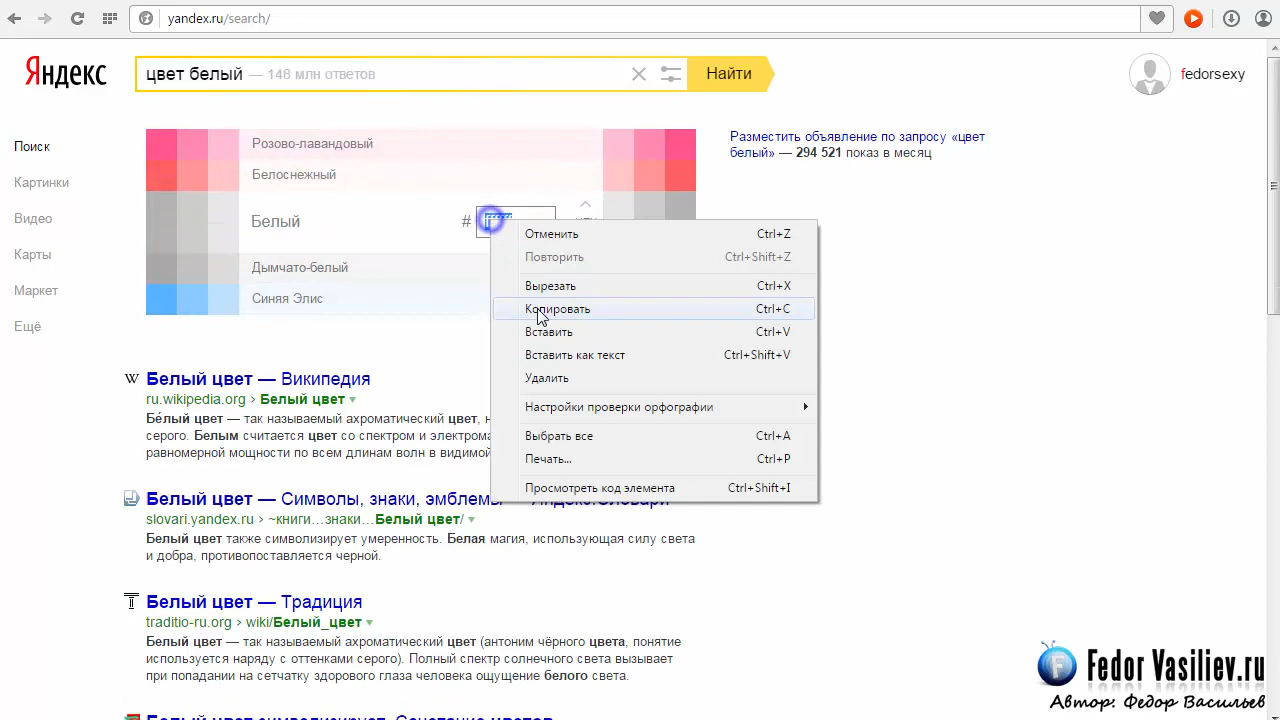 yandex.ru/search/
Яндекс
цвет белый — 148 млн ответов
Найти
fedorsexy
Поиск
Картинки
Видео
Карты
Маркет
Ещё
Розово-лавандовый
Белоснежный
Белый
#
Дымчато-белый
Синяя Элис
Разместить объявление по запросу «цвет
белый» — 294 521 показ в месяц
Отменить Ctrl+Z
Повторить Ctrl+Shift+Z
Вырезать Ctrl+X
Копировать Ctrl+C
Вставить Ctrl+V
Вставить как текст Ctrl+Shift+V
Удалить
Настройки проверки орфографии
Выбрать все Ctrl+A
Печать... Ctrl+P
Просмотреть код элемента Ctrl+Shift+I
W Белый цвет — Википедия
ru.wikipedia.org › Белый цвет
Бе́лый цвет — так называемый ахроматический цвет,
серого. Белым считается цвет со спектром и
равномерной мощности по всем длинам волн в видимой
Белый цвет — Символы, знаки, эмблемы
slovari.yandex.ru › ~книги…знаки…Белый цвет/
Белый цвет также символизирует умеренность. Белая магия, использующая силу света
и добра, противопоставляется черной.
Белый цвет — Традиция
traditio-ru.org › wiki/Белый_цвет
Белый цвет — так называемый ахроматический цвет (антоним чёрного цвета, понятие
используется наряду с оттенками серого). Полный спектр солнечного света вызывает
при попадании на сетчатку здорового глаза человека ощущение белого света.
Fedor Vasiliev.ru
Автор: Федор Васильев